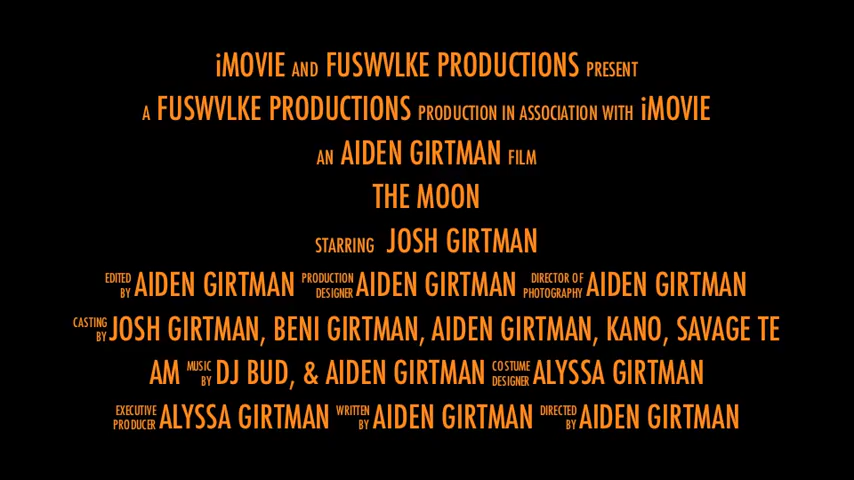 iMOVIE AND FUSWVLKE PRODUCTIONS PRESENT
A FUSWVLKE PRODUCTIONS PRODUCTION IN ASSOCIATION WITH iMOVIE
AN AIDEN GIRTMAN FILM
THE MOON
STARRING JOSH GIRTMAN
EDITED BY AIDEN GIRTMAN PRODUCTION DESIGNER AIDEN GIRTMAN DIRECTOR OF PHOTOGRAPHY AIDEN GIRTMAN
CASTING BY JOSH GIRTMAN, BENI GIRTMAN, AIDEN GIRTMAN, KANO, SAVAGE TE
AM MUSIC BY DJ BUD, & AIDEN GIRTMAN COSTUME DESIGNER ALYSSA GIRTMAN
EXECUTIVE PRODUCER ALYSSA GIRTMAN WRITTEN BY AIDEN GIRTMAN DIRECTED BY AIDEN GIRTMAN